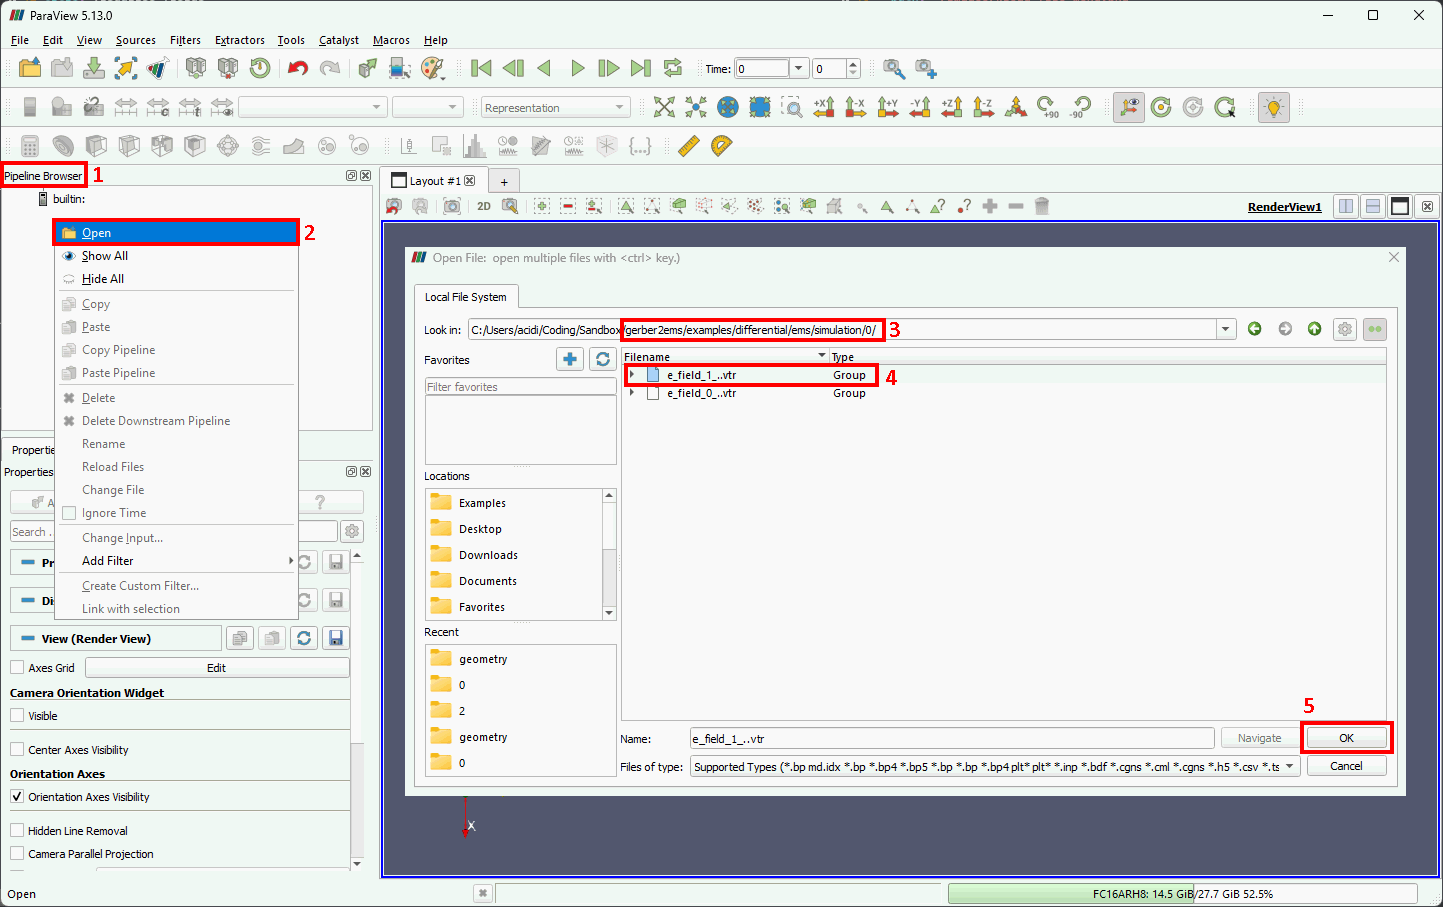 ParaView 5.13.0
File Edit View Sources Filters Extractors Tools Catalyst Macros Help
Time: 0 0
Representation
+X -X +Y -Y +Z -Z +90 -90
Pipeline Browser 1
builtin:
Open 2
Show All
Hide All
Copy
Paste
Copy Pipeline
Paste Pipeline
Delete
Delete Downstream Pipeline
Rename
Reload Files
Change File
Ignore Time
Change Input...
Add Filter
Create Custom Filter...
Link with selection
Properties
Search ...
View (Render View)
Axes Grid Edit
Camera Orientation Widget
Visible
Center Axes Visibility
Orientation Axes
Orientation Axes Visibility
Hidden Line Removal
Camera Parallel Projection
Layout #1 +
2D
RenderView1
Open File: open multiple files with <ctrl> key.)
Local File System
Look in: C:/Users/acidi/Coding/Sandbox/gerber2ems/examples/differential/ems/simulation/0/ 3
Favorites
Filter favorites
Filename Type
e_field_1_..vtr Group 4
e_field_0_..vtr Group
Locations
Examples
Desktop
Downloads
Documents
Favorites
Recent
geometry
0
2
geometry
0
5
Name: e_field_1_..vtr Navigate OK
Files of type: Supported Types (*.bp md.idx *.bp *.bp4 *.bp5 *.bp *.bp *.bp4 plt* plt* *.inp *.bdf *.cgns *.cml *.cgns *.h5 *.csv *.ts Cancel
X
Open
FC16ARH8: 14.5 GiB/27.7 GiB 52.5%